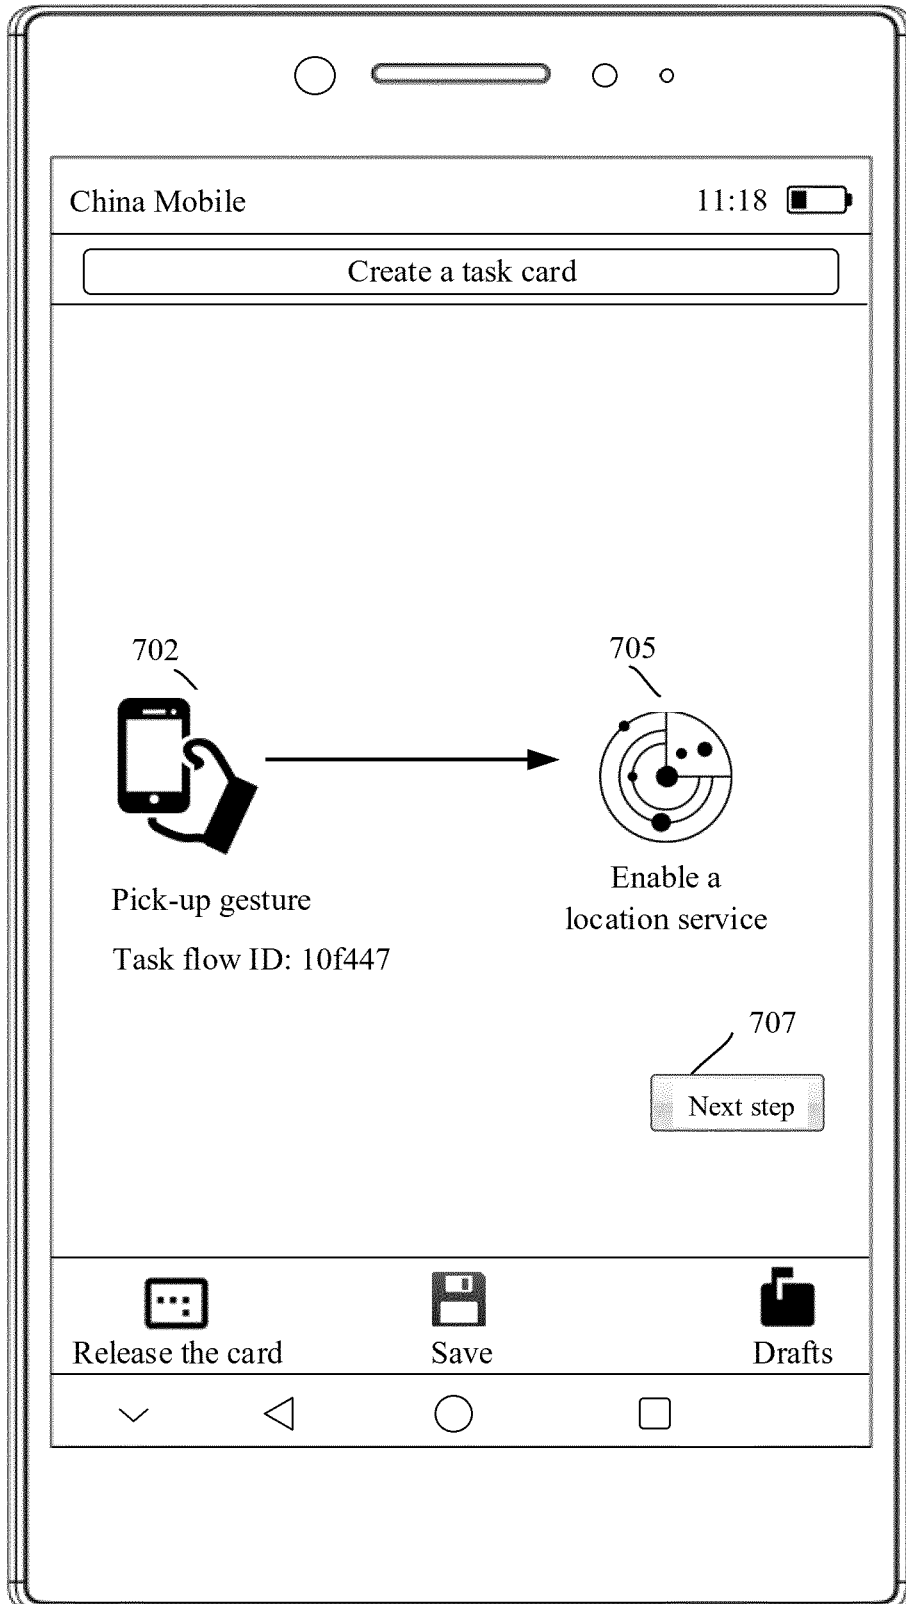 China Mobile 11:18
Create a task card
702 705
Pick-up gesture
Task flow ID: 10f447
Enable a
location service
707
Next step
Release the card Save Drafts